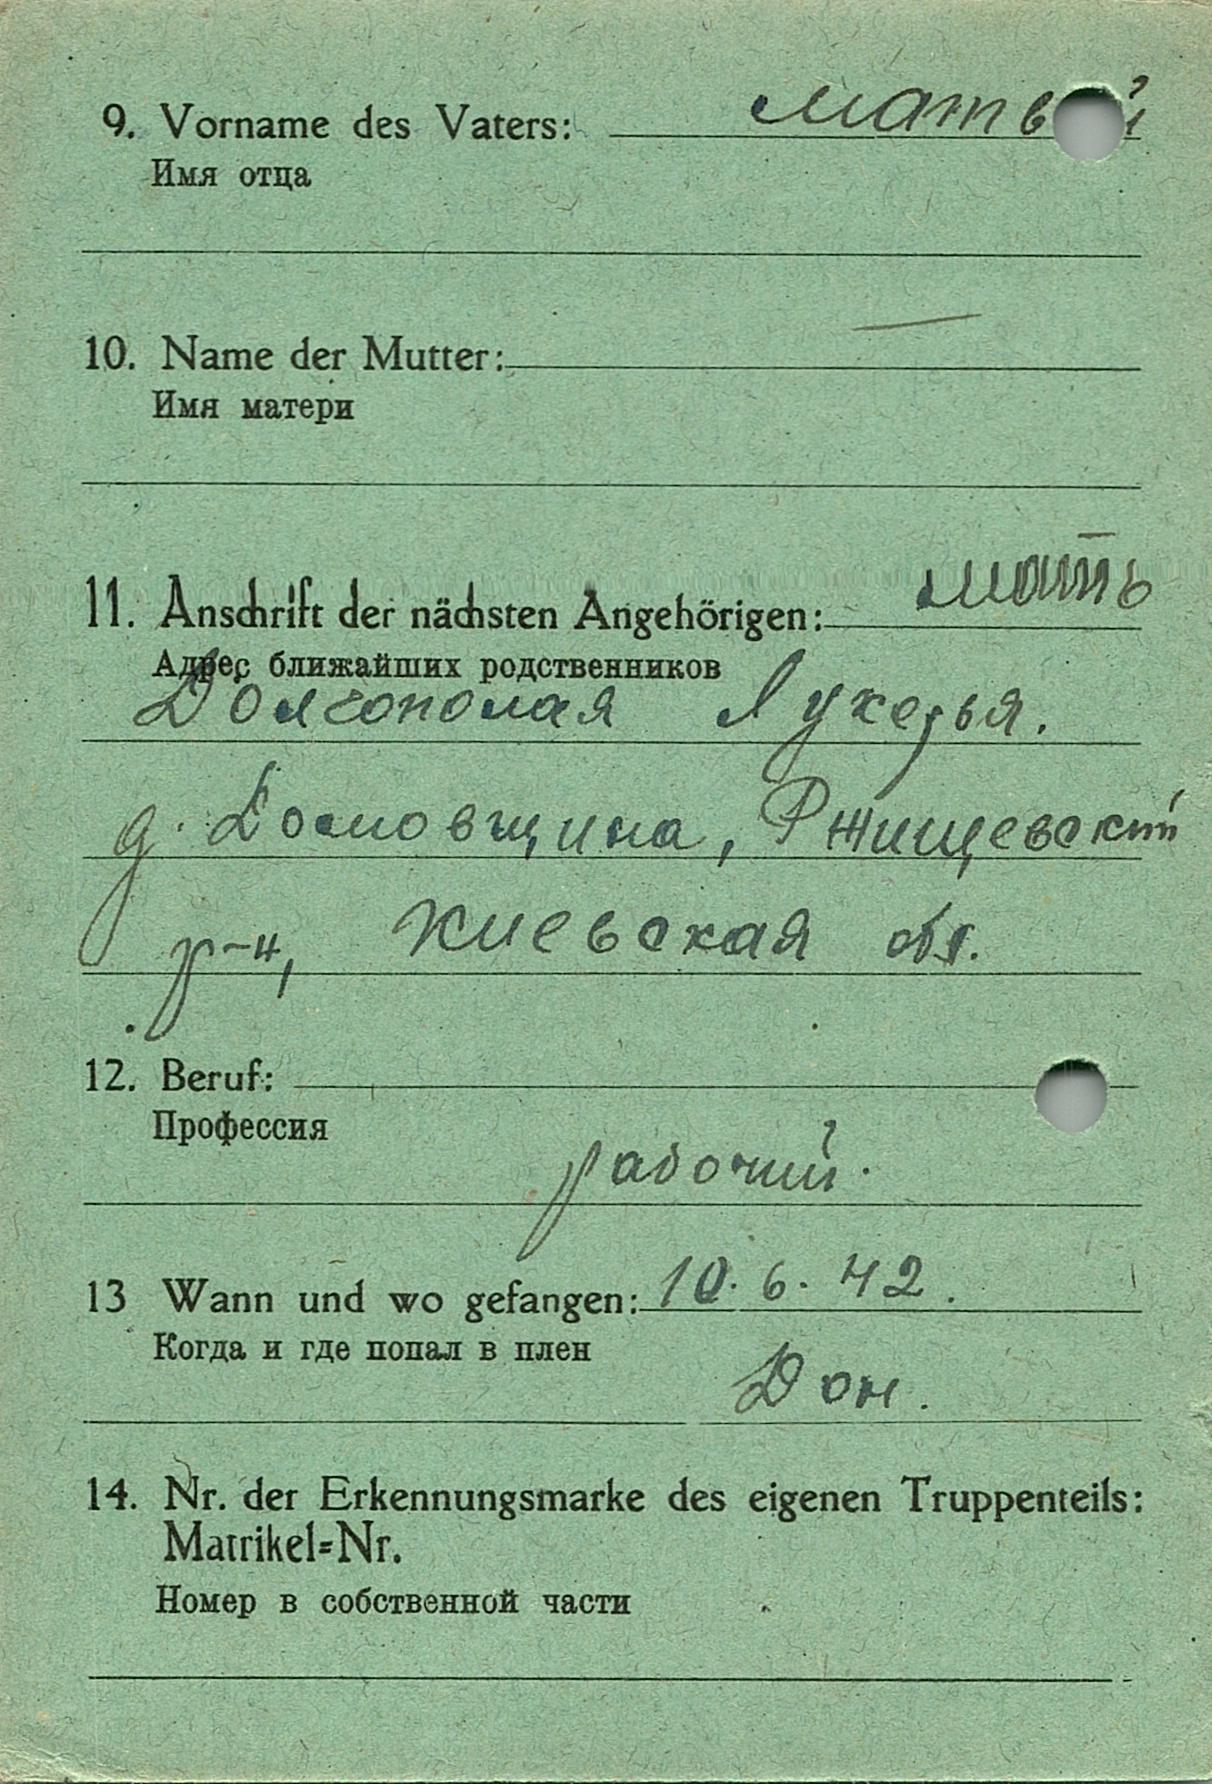 9. Vorname des Vaters: Матвей
Имя отца
10. Name der Mutter: —
Имя матери
11. Anschrift der nächsten Angehörigen: мать
Адрес ближайших родственников
Долгополая Лукерья.
д. Ржищевский
р-н, Киевская обл.
12. Beruf:
Профессия
рабочий.
13 Wann und wo gefangen: 10.6.42.
Когда и где попал в плен
Дон.
14. Nr. der Erkennungsmarke des eigenen Truppenteils:
Matrikel=Nr.
Номер в собственной части